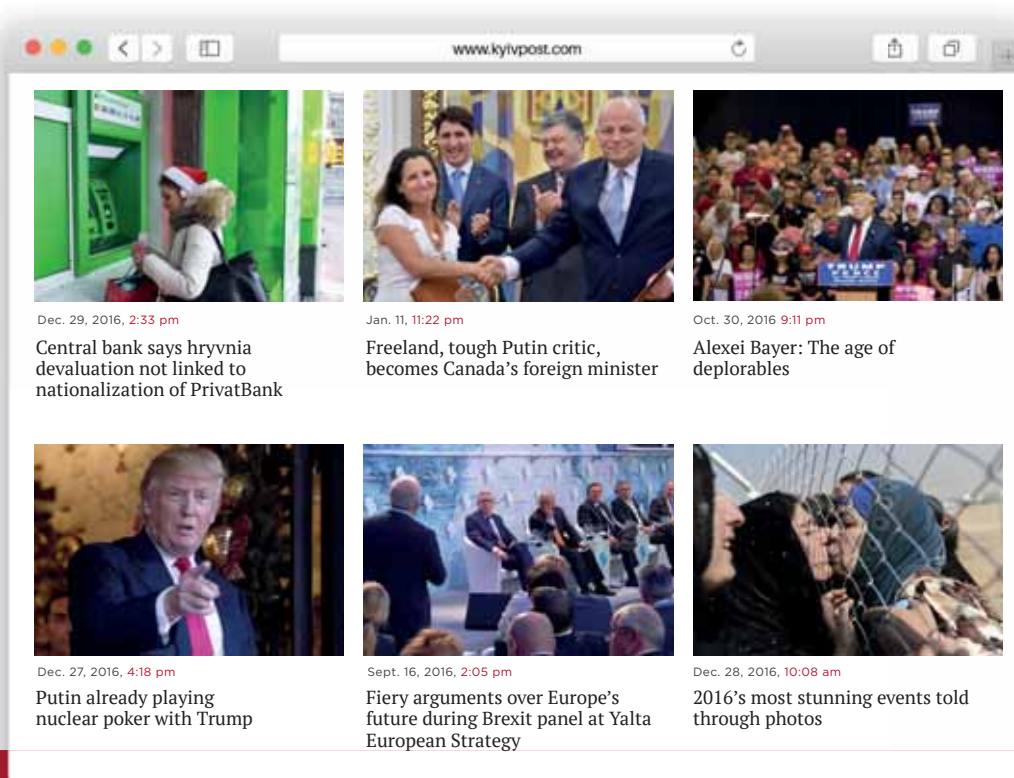 www.kyivpost.com
TRUMP
TRUMP
PENCE
Dec. 29, 2016, 2:33 pm
Central bank says hryvnia
devaluation not linked to
nationalization of PrivatBank
Jan. 11, 11:22 pm
Freeland, tough Putin critic,
becomes Canada’s foreign minister
Oct. 30, 2016 9:11 pm
Alexei Bayer: The age of
deplorables
Dec. 27, 2016, 4:18 pm
Putin already playing
nuclear poker with Trump
Sept. 16, 2016, 2:05 pm
Fiery arguments over Europe’s
future during Brexit panel at Yalta
European Strategy
Dec. 28, 2016, 10:08 am
2016’s most stunning events told
through photos